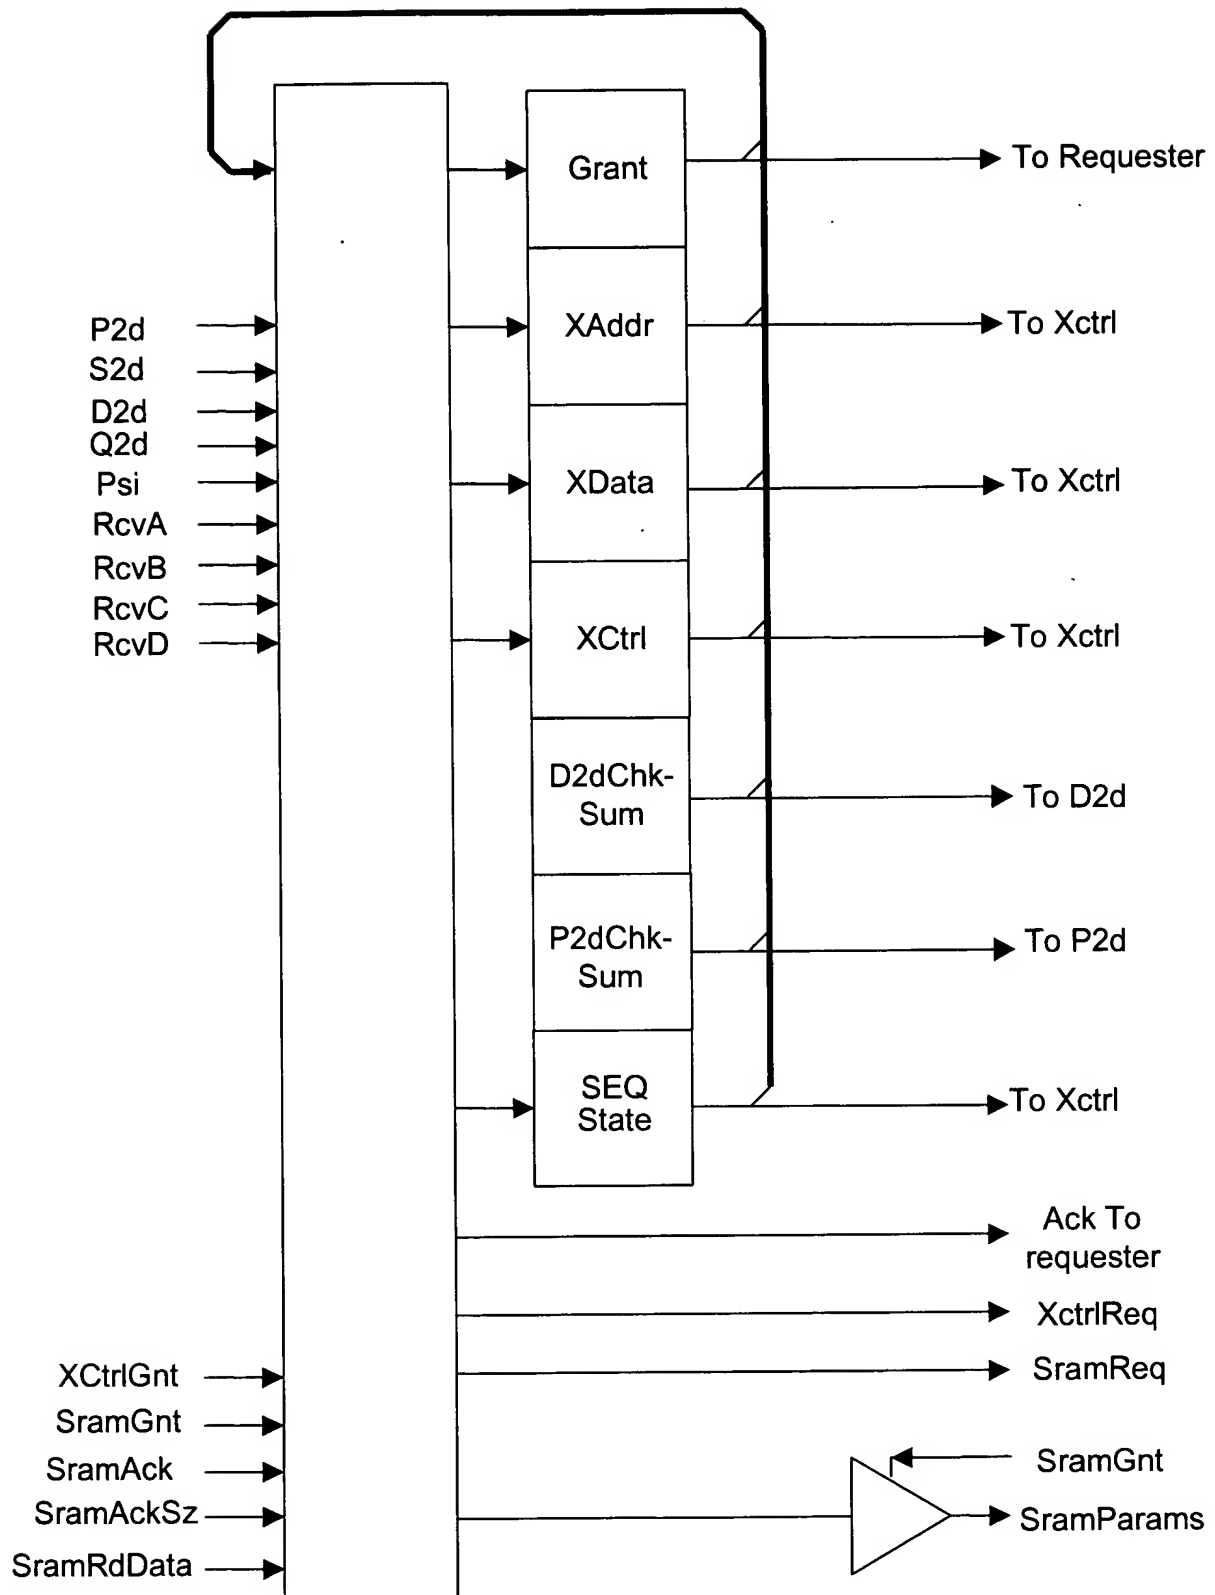 Grant
To Requester
P2d
XAddr
To Xctrl
S2d
D2d
Q2d
Psi
XData
To Xctrl
RcvA
RcvB
RcvC
RcvD
XCtrl
To Xctrl
D2dChk-
Sum
To D2d
P2dChk-
Sum
To P2d
SEQ
State
To Xctrl
Ack To
requester
XctrlReq
SramReq
XCtrlGnt
SramGnt
SramAck
SramAckSz
SramRdData
SramGnt
SramParams